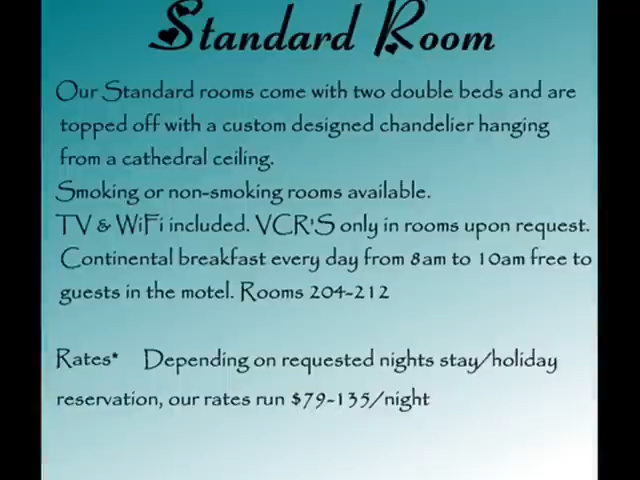 Standard Room
Our Standard rooms come with two double beds and are
topped off with a custom designed chandelier hanging
from a cathedral ceiling.
Smoking or non-smoking rooms available.
TV & WiFi included. VCR'S only in rooms upon request.
Continental breakfast every day from 8am to 10am free to
guests in the motel. Rooms 204-212
Rates* Depending on requested nights stay/holiday
reservation, our rates run $79-135/night